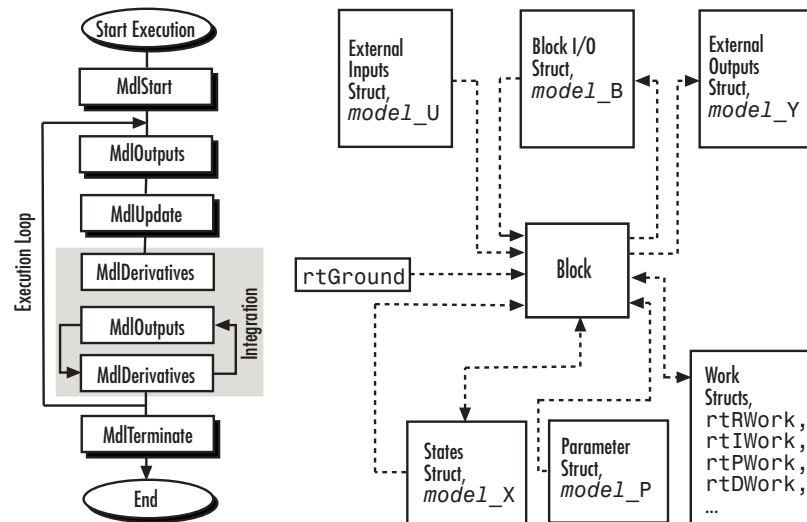 Start Execution
MdlStart
MdlOutputs
MdlUpdate
MdlDerivatives
MdlOutputs
MdlDerivatives
MdlTerminate
End
Execution Loop
Integration
External
Inputs
Struct,
model_U
Block I/O
Struct,
model_B
External
Outputs
Struct,
model_Y
rtGround
Block
States
Struct,
model_X
Parameter
Struct,
model_P
Work
Structs,
rtRWork,
rtIWork,
rtPWork,
rtDWork,
...